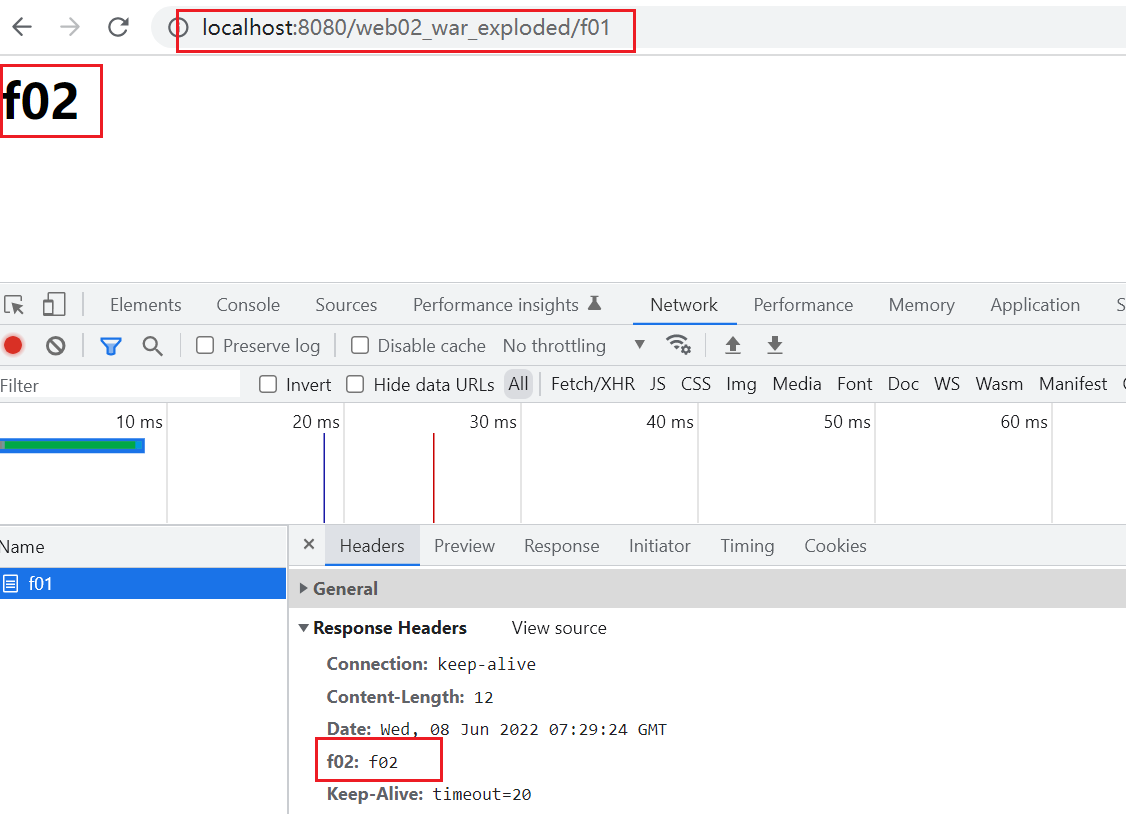 localhost:8080/web02_war_exploded/f01
f02
Elements Console Sources Performance insights Network Performance Memory Application S
Preserve log Disable cache No throttling
Filter Invert Hide data URLs All Fetch/XHR JS CSS Img Media Font Doc WS Wasm Manifest
10 ms 20 ms 30 ms 40 ms 50 ms 60 ms
Name Headers Preview Response Initiator Timing Cookies
f01 General
Response Headers View source
Connection: keep-alive
Content-Length: 12
Date: Wed, 08 Jun 2022 07:29:24 GMT
f02: f02
Keep-Alive: timeout=20